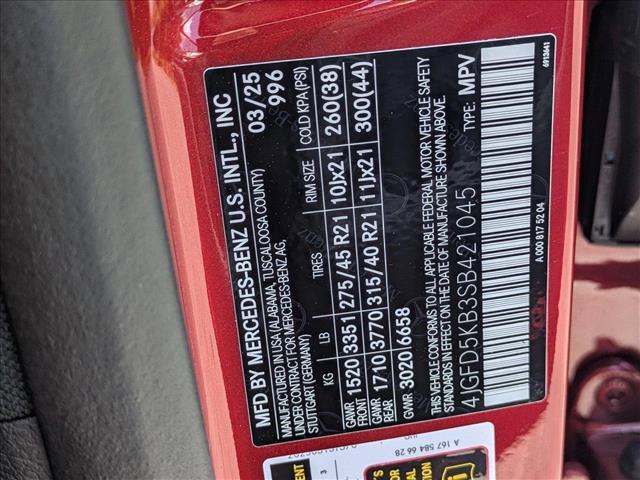 MFD BY MERCEDES-BENZ U.S. INTL., INC
MANUFACTURED IN USA (ALABAMA, TUSCALOOSA COUNTY)
UNDER CONTRACT FOR MERCEDES-BENZ AG,
STUTTGART (GERMANY)
03/25
996
KG LB TIRES RIM SIZE COLD KPA (PSI)
GAWR FRONT 1520 3351 275/45 R21 10Jx21 260(38)
GAWR REAR 1710 3770 315/40 R21 11Jx21 300(44)
GWR 3020 6658
THIS VEHICLE CONFORMS TO ALL APPLICABLE FEDERAL MOTOR VEHICLE SAFETY
STANDARDS IN EFFECT ON THE DATE OF MANUFACTURE SHOWN ABOVE.
4JGFD5KB3SB421045 TYPE: MPV
A 000 817 52 04
6913641
A 167 584 66 28
3